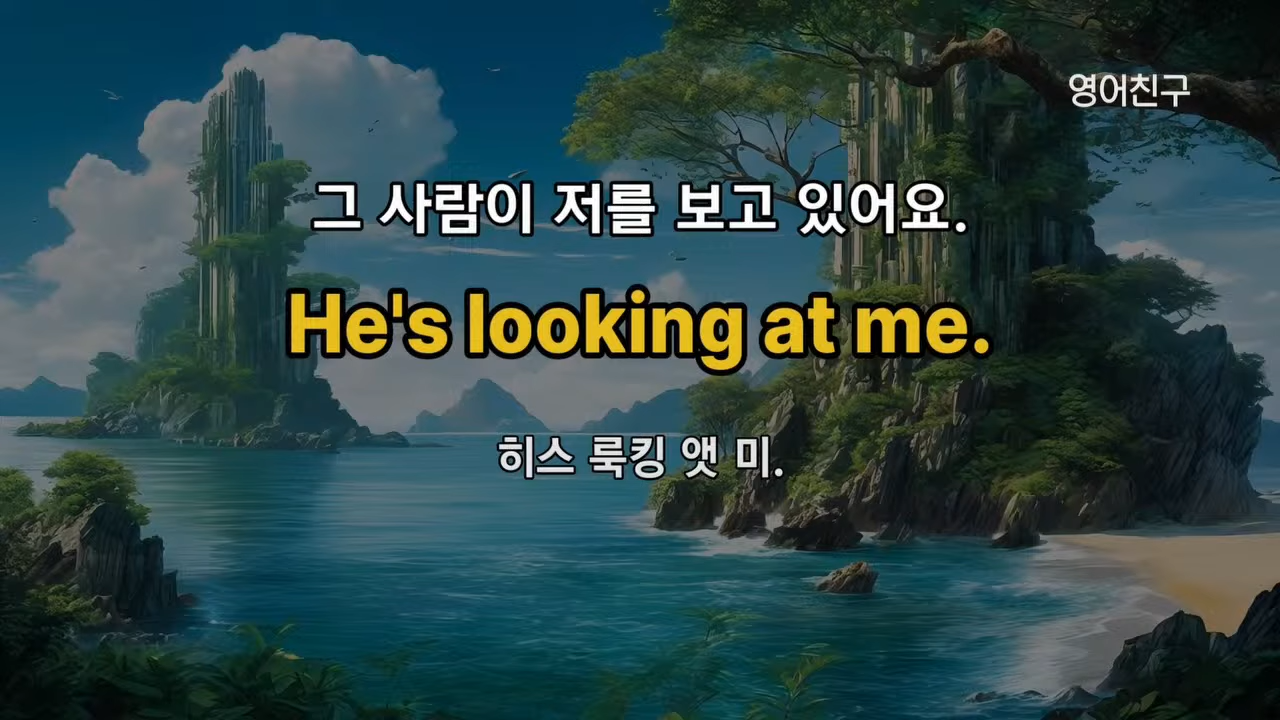 영어친구
그 사람이 저를 보고 있어요.
He's looking at me.
히스 룩킹 앳 미.